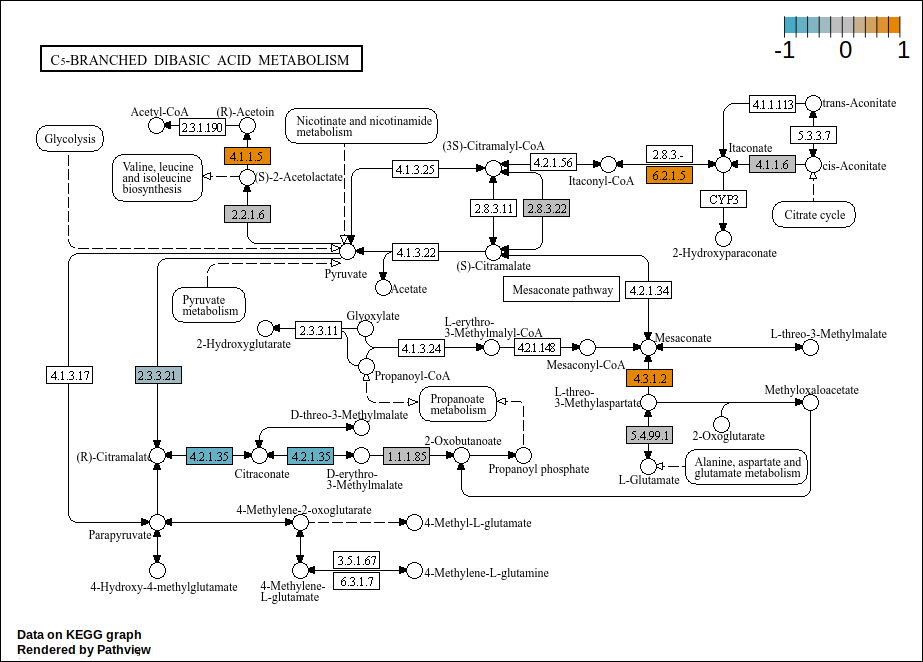 -1 0 1
C5-BRANCHED DIBASIC ACID METABOLISM
Acetyl-CoA
(R)-Acetoin
2.3.1.190
Nicotinate and nicotinamide
metabolism
4.1.1.113
trans-Aconitate
Glycolysis
5.3.3.7
4.1.1.5
(3S)-Citramalyl-CoA
2.8.3.-
Itaconate
Valine, leucine
and isoleucine
biosynthesis
(S)-2-Acetolactate
4.1.3.25
4.2.1.56
Itaconyl-CoA
6.2.1.5
4.1.1.6
cis-Aconitate
CYP3
2.2.1.6
2.8.3.11
2.8.3.22
Citrate cycle
Pyruvate
4.1.3.22
(S)-Citramalate
2-Hydroxyparaconate
Pyruvate
metabolism
Acetate
Mesaconate pathway
4.2.1.34
Glyoxylate
2.3.3.11
2-Hydroxyglutarate
L-erythro-
3-Methylmalyl-CoA
4.1.3.24
4.2.1.148
Mesaconyl-CoA
Mesaconate
L-threo-3-Methylmalate
4.1.3.17
2.3.3.21
Propanoyl-CoA
4.3.1.2
Propanoate
metabolism
L-threo-
3-Methylaspartate
Methyloxaloacetate
D-threo-3-Methylmalate
2-Oxobutanoate
5.4.99.1
2-Oxoglutarate
(R)-Citramalate
4.2.1.35
Citraconate
4.2.1.35
D-erythro-
3-Methylmalate
1.1.1.85
Propanoyl phosphate
L-Glutamate
Alanine, aspartate and
glutamate metabolism
4-Methylene-2-oxoglutarate
Parapyruvate
4-Methyl-L-glutamate
3.5.1.67
6.3.1.7
4-Hydroxy-4-methylglutamate
4-Methylene-
L-glutamate
4-Methylene-L-glutamine
Data on KEGG graph
Rendered by Pathview